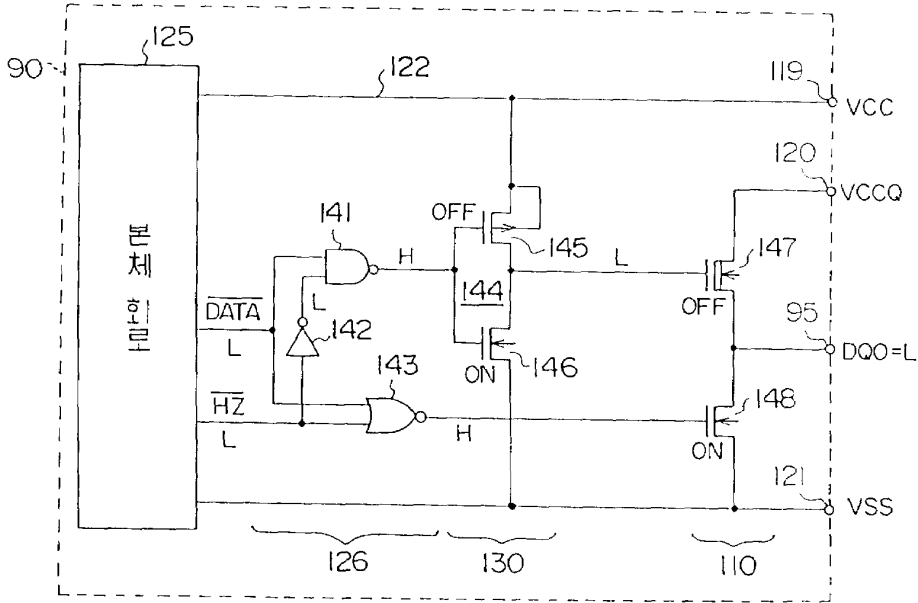 90
125
122
119
VCC
120
VCCQ
141
OFF
145
H
L
147
OFF
본체 회로
DATA
L
L
142
144
146
ON
95
DQ0=L
HZ
L
143
H
148
ON
121
VSS
126
130
110